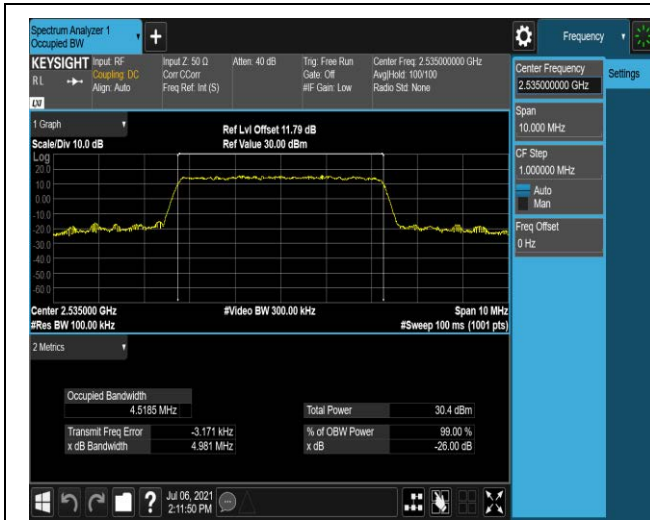 Spectrum Analyzer 1
Occupied BW
Frequency
KEYSIGHT
RL
LXI
Input: RF
Coupling: DC
Align: Auto
Input Z: 50 Ω
Corr CCorr
Freq Ref: Int (S)
Atten: 40 dB
Trig: Free Run
Gate: Off
#IF Gain: Low
Center Freq: 2.535000000 GHz
Avg|Hold: 100/100
Radio Std: None
Center Frequency
2.535000000 GHz
Settings
Span
10.000 MHz
CF Step
1.000000 MHz
Auto
Man
Freq Offset
0 Hz
1 Graph
Scale/Div 10.0 dB
Ref Lvl Offset 11.79 dB
Ref Value 30.00 dBm
Log
20.0
10.0
0.00
-10.0
-20.0
-30.0
-40.0
-50.0
-60.0
Center 2.535000 GHz
#Res BW 100.00 kHz
#Video BW 300.00 kHz
Span 10 MHz
#Sweep 100 ms (1001 pts)
2 Metrics
Occupied Bandwidth
4.5185 MHz
Total Power 30.4 dBm
Transmit Freq Error -3.171 kHz
% of OBW Power 99.00 %
x dB Bandwidth 4.981 MHz
x dB -26.00 dB
?
Jul 06, 2021
2:11:50 PM